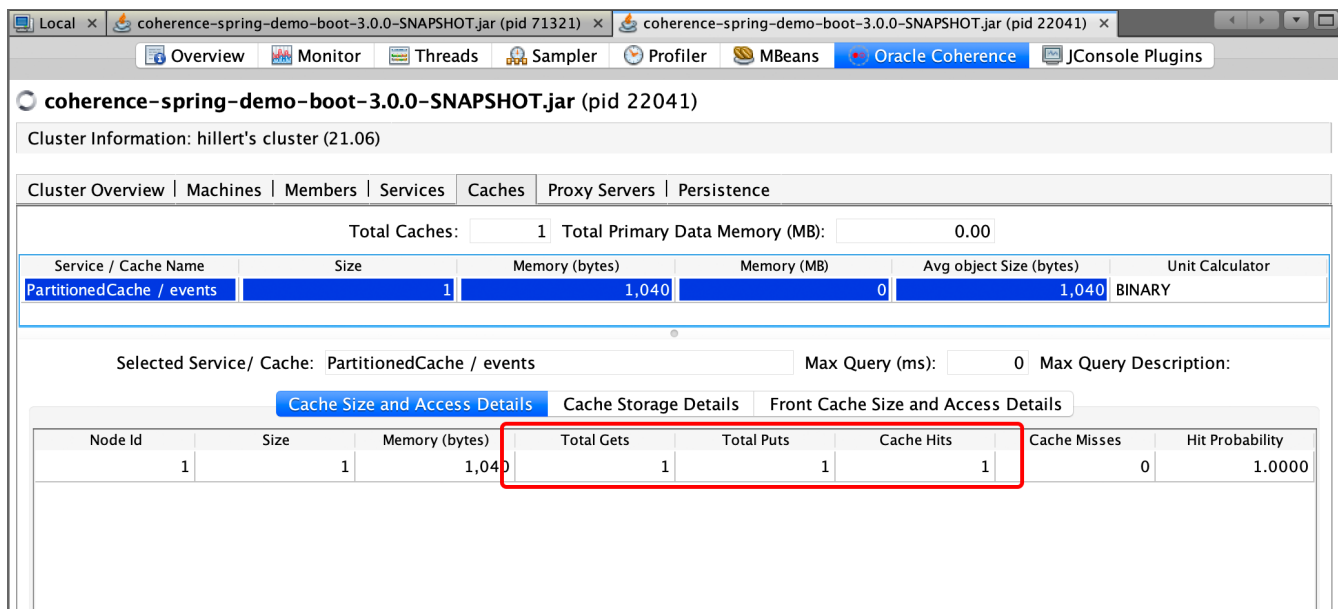 Local × coherence-spring-demo-boot-3.0.0-SNAPSHOT.jar (pid 71321) × coherence-spring-demo-boot-3.0.0-SNAPSHOT.jar (pid 22041) ×
Overview Monitor Threads Sampler Profiler MBeans Oracle Coherence JConsole Plugins
coherence-spring-demo-boot-3.0.0-SNAPSHOT.jar (pid 22041)
Cluster Information: hillert's cluster (21.06)
Cluster Overview Machines Members Services Caches Proxy Servers Persistence
Total Caches: 1 Total Primary Data Memory (MB): 0.00
Service / Cache Name Size Memory (bytes) Memory (MB) Avg object Size (bytes) Unit Calculator
PartitionedCache / events 1 1,040 0 1,040 BINARY
Selected Service/ Cache: PartitionedCache / events Max Query (ms): 0 Max Query Description:
Cache Size and Access Details Cache Storage Details Front Cache Size and Access Details
Node Id Size Memory (bytes) Total Gets Total Puts Cache Hits Cache Misses Hit Probability
1 1 1,040 1 1 1 0 1.0000